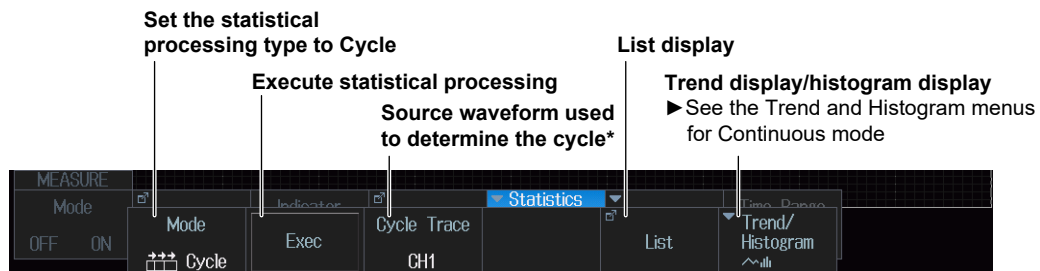 Set the statistical
processing type to Cycle
List display
Execute statistical processing
Trend display/histogram display
Source waveform used
to determine the cycle*
►See the Trend and Histogram menus
for Continuous mode
MEASURE
Mode
OFF ON
Indicator
Statistics
Time Range
Mode
Cycle
Exec
Cycle Trace
CH1
List
Trend/
Histogram